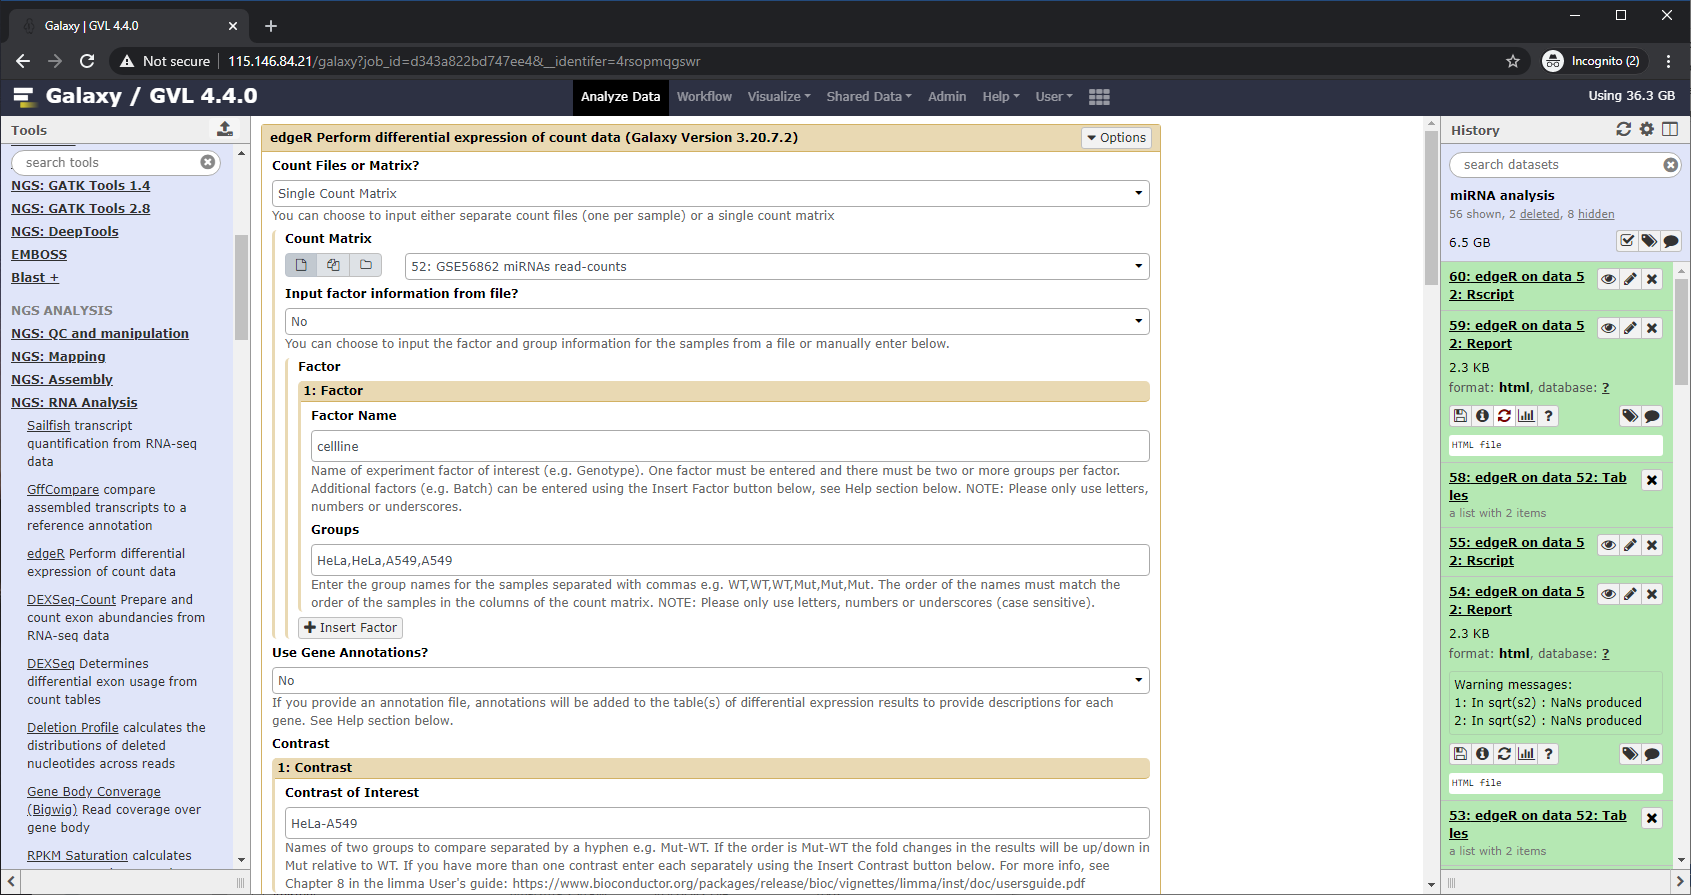 Galaxy | GVL 4.4.0
Not secure
115.146.84.21/galaxy?job_id=d343a822bd747ee4&__identifer=4rsopmqgswr
Incognito (2)
Galaxy / GVL 4.4.0
Analyze Data
Workflow
Visualize
Shared Data
Admin
Help
User
Using 36.3 GB
Tools
search tools
NGS: GATK Tools 1.4
NGS: GATK Tools 2.8
NGS: DeepTools
EMBOSS
Blast +
NGS ANALYSIS
NGS: QC and manipulation
NGS: Mapping
NGS: Assembly
NGS: RNA Analysis
Sailfish transcript
quantification from RNA-seq
data
GffCompare compare
assembled transcripts to a
reference annotation
edgeR Perform differential
expression of count data
DEXSeq-Count Prepare and
count exon abundancies from
RNA-seq data
DEXSeq Determines
differential exon usage from
count tables
Deletion Profile calculates the
distributions of deleted
nucleotides across reads
Gene Body Converage
(Bigwig) Read coverage over
gene body
RPKM Saturation calculates
edgeR Perform differential expression of count data (Galaxy Version 3.20.7.2)
Options
Count Files or Matrix?
Single Count Matrix
You can choose to input either separate count files (one per sample) or a single count matrix
Count Matrix
52: GSE56862 miRNAs read-counts
Input factor information from file?
No
You can choose to input the factor and group information for the samples from a file or manually enter below.
Factor
1: Factor
Factor Name
cellline
Name of experiment factor of interest (e.g. Genotype). One factor must be entered and there must be two or more groups per factor.
Additional factors (e.g. Batch) can be entered using the Insert Factor button below, see Help section below. NOTE: Please only use letters,
numbers or underscores.
Groups
HeLa,HeLa,A549,A549
Enter the group names for the samples separated with commas e.g. WT,WT,WT,Mut,Mut,Mut. The order of the names must match the
order of the samples in the columns of the count matrix. NOTE: Please only use letters, numbers or underscores (case sensitive).
Insert Factor
Use Gene Annotations?
No
If you provide an annotation file, annotations will be added to the table(s) of differential expression results to provide descriptions for each
gene. See Help section below.
Contrast
1: Contrast
Contrast of Interest
HeLa-A549
Names of two groups to compare separated by a hyphen e.g. Mut-WT. If the order is Mut-WT the fold changes in the results will be up/down in
Mut relative to WT. If you have more than one contrast enter each separately using the Insert Contrast button below. For more info, see
Chapter 8 in the limma User's guide: https://www.bioconductor.org/packages/release/bioc/vignettes/limma/inst/doc/usersguide.pdf
History
search datasets
miRNA analysis
56 shown, 2 deleted, 8 hidden
6.5 GB
60: edgeR on data 5
2: Rscript
59: edgeR on data 5
2: Report
2.3 KB
format: html, database: ?
?
HTML file
58: edgeR on data 52: Tab
les
a list with 2 items
55: edgeR on data 5
2: Rscript
54: edgeR on data 5
2: Report
2.3 KB
format: html, database: ?
Warning messages:
1: In sqrt(s2) : NaNs produced
2: In sqrt(s2) : NaNs produced
?
HTML file
53: edgeR on data 52: Tab
les
a list with 2 items